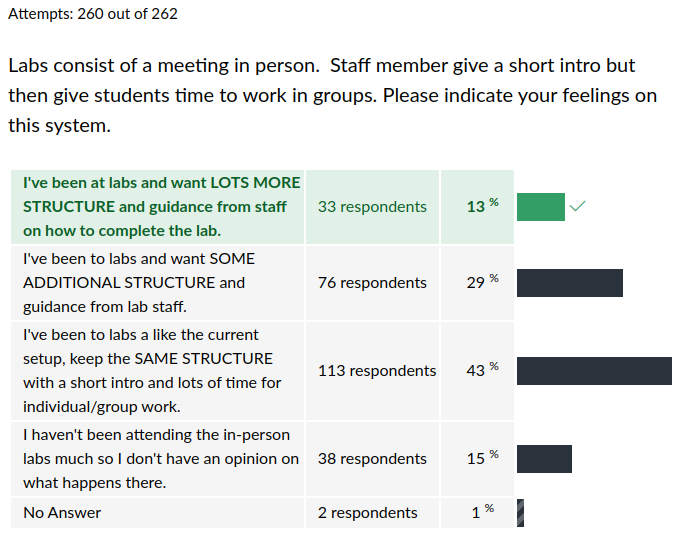 Attempts: 260 out of 262
Labs consist of a meeting in person.  Staff member give a short intro but
then give students time to work in groups. Please indicate your feelings on
this system.
I've been at labs and want LOTS MORE
STRUCTURE and guidance from staff
on how to complete the lab.
33 respondents
13 %
I've been to labs and want SOME
ADDITIONAL STRUCTURE and
guidance from lab staff.
76 respondents
29 %
I've been to labs a like the current
setup, keep the SAME STRUCTURE
with a short intro and lots of time for
individual/group work.
113 respondents
43 %
I haven't been attending the in-person
labs much so I don't have an opinion on
what happens there.
38 respondents
15 %
No Answer
2 respondents
1 %